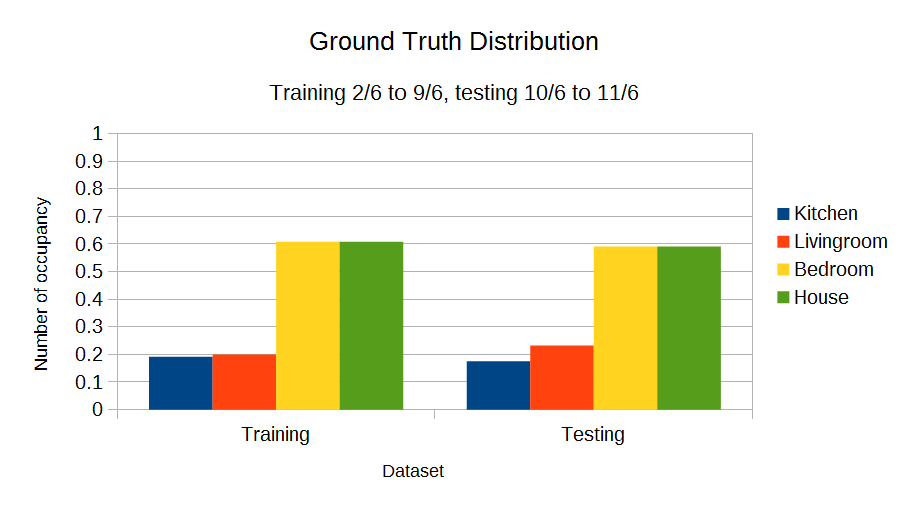 Ground Truth Distribution
Training 2/6 to 9/6, testing 10/6 to 11/6
1
0.9
0.8
0.7
0.6
0.5
0.4
0.3
0.2
0.1
0
Number of occupancy
Training
Testing
Dataset
Kitchen
Livingroom
Bedroom
House